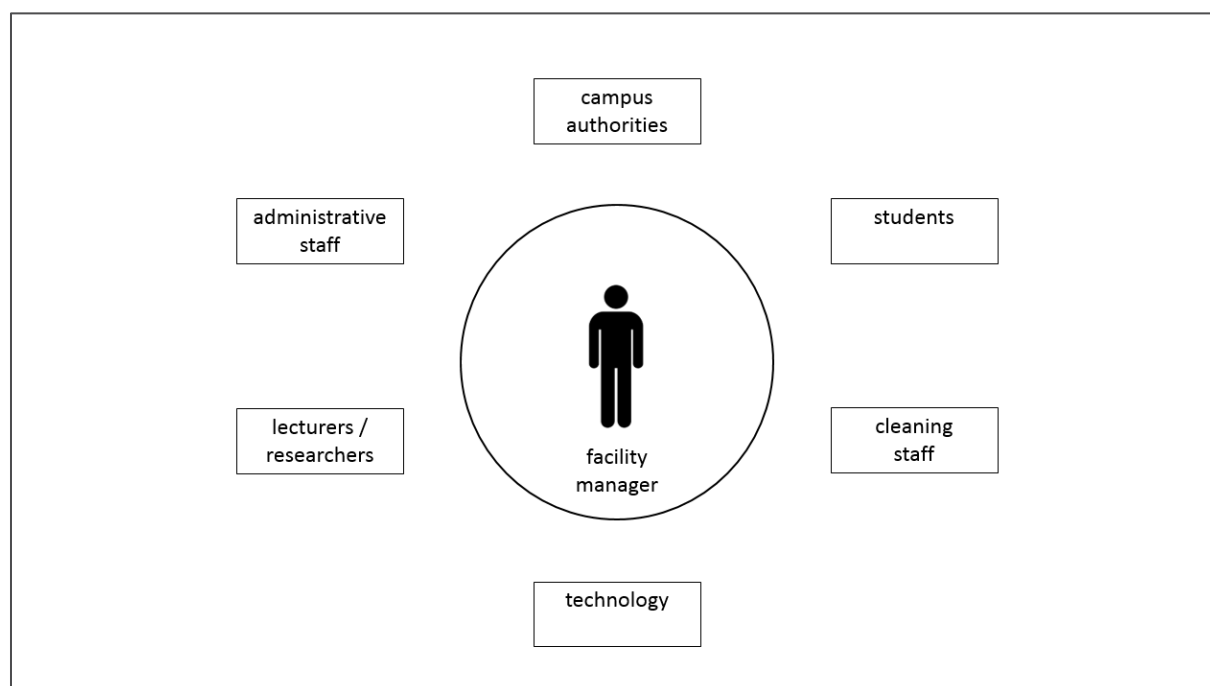 campus
authorities
administrative
staff
students
lecturers /
researchers
facility
manager
cleaning
staff
technology